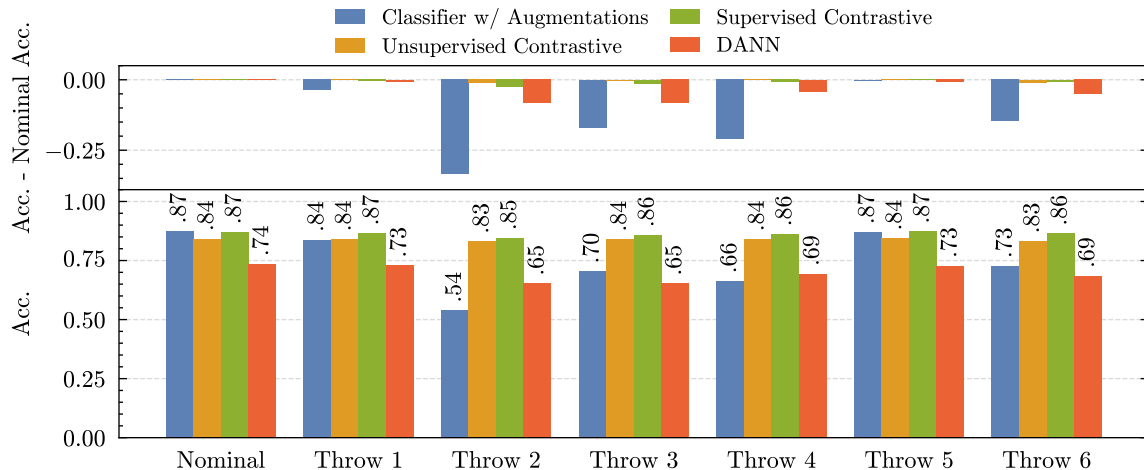 Classifier w/ Augmentations
Unsupervised Contrastive
Supervised Contrastive
DANN
Acc. - Nominal Acc.
0.00
−0.25
Acc.
1.00
0.75
0.50
0.25
0.00
.87 .84 .87 .74
.84 .84 .87 .73
.54 .83 .85 .65
.70 .84 .86 .65
.66 .84 .86 .69
.87 .84 .87 .73
.73 .83 .86 .69
Nominal Throw 1 Throw 2 Throw 3 Throw 4 Throw 5 Throw 6